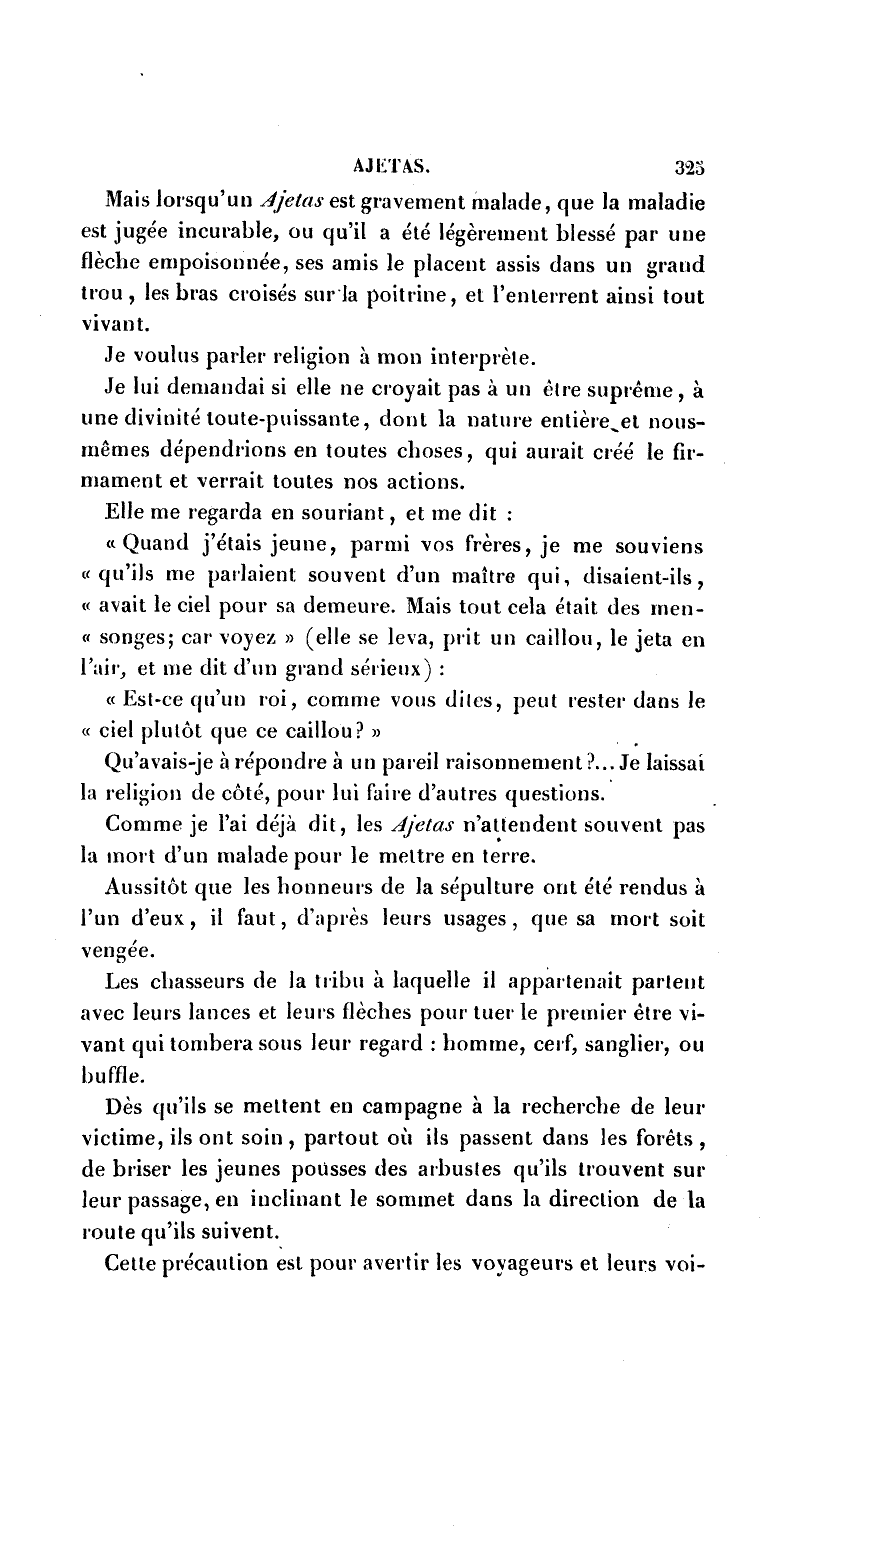 AJETAS. 325
Mais lorsqu'un Ajetas est gravement malade, que la maladie
est jugée incurable, ou qu'il a été légèrement blessé par une
flèche empoisonnée, ses amis le placent assis dans un grand
trou, les bras croisés sur la poitrine, et l'enterrent ainsi tout
vivant.
Je voulus parler religion à mon interprète.
Je lui demandai si elle ne croyait pas à un être suprême, à
une divinité toute-puissante, dont la nature entière et nous-
mêmes dépendrions en toutes choses, qui aurait créé le fir-
mament et verrait toutes nos actions.
Elle me regarda en souriant, et me dit :
« Quand j'étais jeune, parmi vos frères, je me souviens
« qu'ils me parlaient souvent d'un maître qui, disaient-ils,
« avait le ciel pour sa demeure. Mais tout cela était des men-
« songes; car voyez » (elle se leva, prit un caillou, le jeta en
l'air, et me dit d'un grand sérieux) :
« Est-ce qu'un roi, comme vous dites, peut rester dans le
« ciel plutôt que ce caillou? »
Qu'avais-je à répondre à un pareil raisonnement?... Je laissai
la religion de côté, pour lui faire d'autres questions.
Comme je l'ai déjà dit, les Ajetas n'attendent souvent pas
la mort d'un malade pour le mettre en terre.
Aussitôt que les honneurs de la sépulture ont été rendus à
l'un d'eux, il faut, d'après leurs usages, que sa mort soit
vengée.
Les chasseurs de la tribu à laquelle il appartenait partent
avec leurs lances et leurs flèches pour tuer le premier être vi-
vant qui tombera sous leur regard : homme, cerf, sanglier, ou
buffle.
Dès qu'ils se mettent en campagne à la recherche de leur
victime, ils ont soin, partout où ils passent dans les forêts,
de briser les jeunes pousses des arbustes qu'ils trouvent sur
leur passage, en inclinant le sommet dans la direction de la
route qu'ils suivent.
Cette précaution est pour avertir les voyageurs et leurs voi-